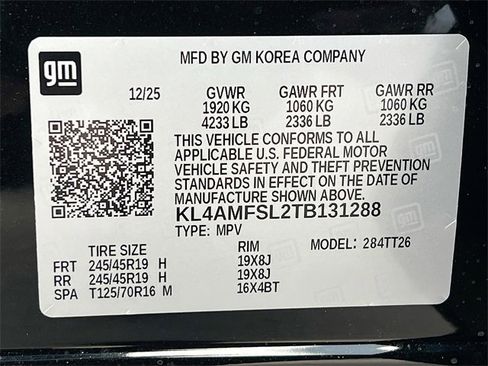 gm
MFD BY GM KOREA COMPANY
12/25 GVWR GAWR FRT GAWR RR
1920 KG 1060 KG 1060 KG
4233 LB 2336 LB 2336 LB
THIS VEHICLE CONFORMS TO ALL
APPLICABLE U.S. FEDERAL MOTOR
VEHICLE SAFETY AND THEFT PREVENTION
STANDARDS IN EFFECT ON THE DATE OF
MANUFACTURE SHOWN ABOVE.
KL4AMFSL2TB131288
TYPE: MPV MODEL: 284TT26
TIRE SIZE RIM
FRT 245/45R19 H 19X8J
RR 245/45R19 H 19X8J
SPA T125/70R16 M 16X4BT